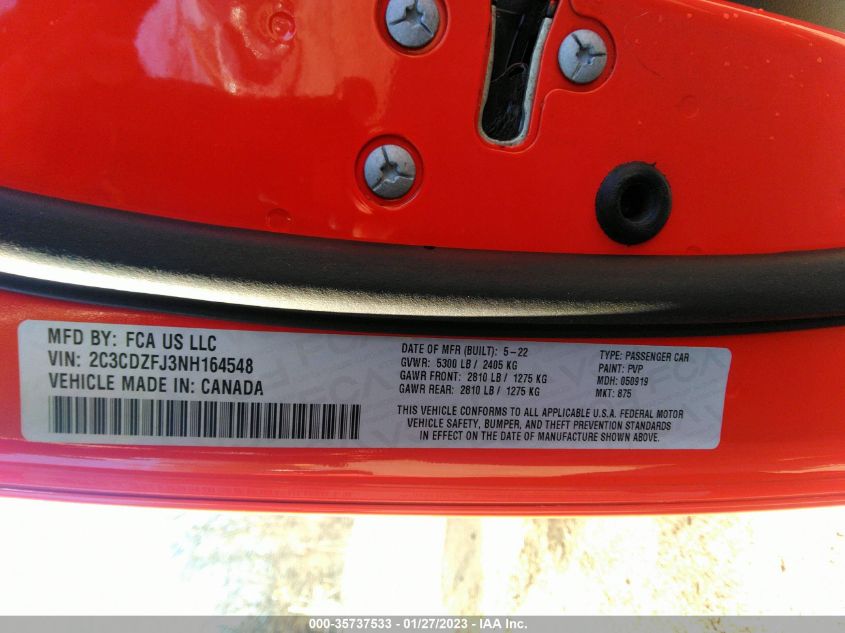 MFD BY: FCA US LLC
VIN: 2C3CDZFJ3NH164548
VEHICLE MADE IN: CANADA
DATE OF MFR (BUILT): 5-22
GVWR: 5300 LB / 2405 KG
GAWR FRONT: 2810 LB / 1275 KG
GAWR REAR: 2810 LB / 1275 KG
TYPE: PASSENGER CAR
PAINT: PVP
MDH: 050919
MKT: 875
THIS VEHICLE CONFORMS TO ALL APPLICABLE U.S.A. FEDERAL MOTOR
VEHICLE SAFETY, BUMPER, AND THEFT PREVENTION STANDARDS
IN EFFECT ON THE DATE OF MANUFACTURE SHOWN ABOVE.
000-35737533 - 01/27/2023 - IAA Inc.